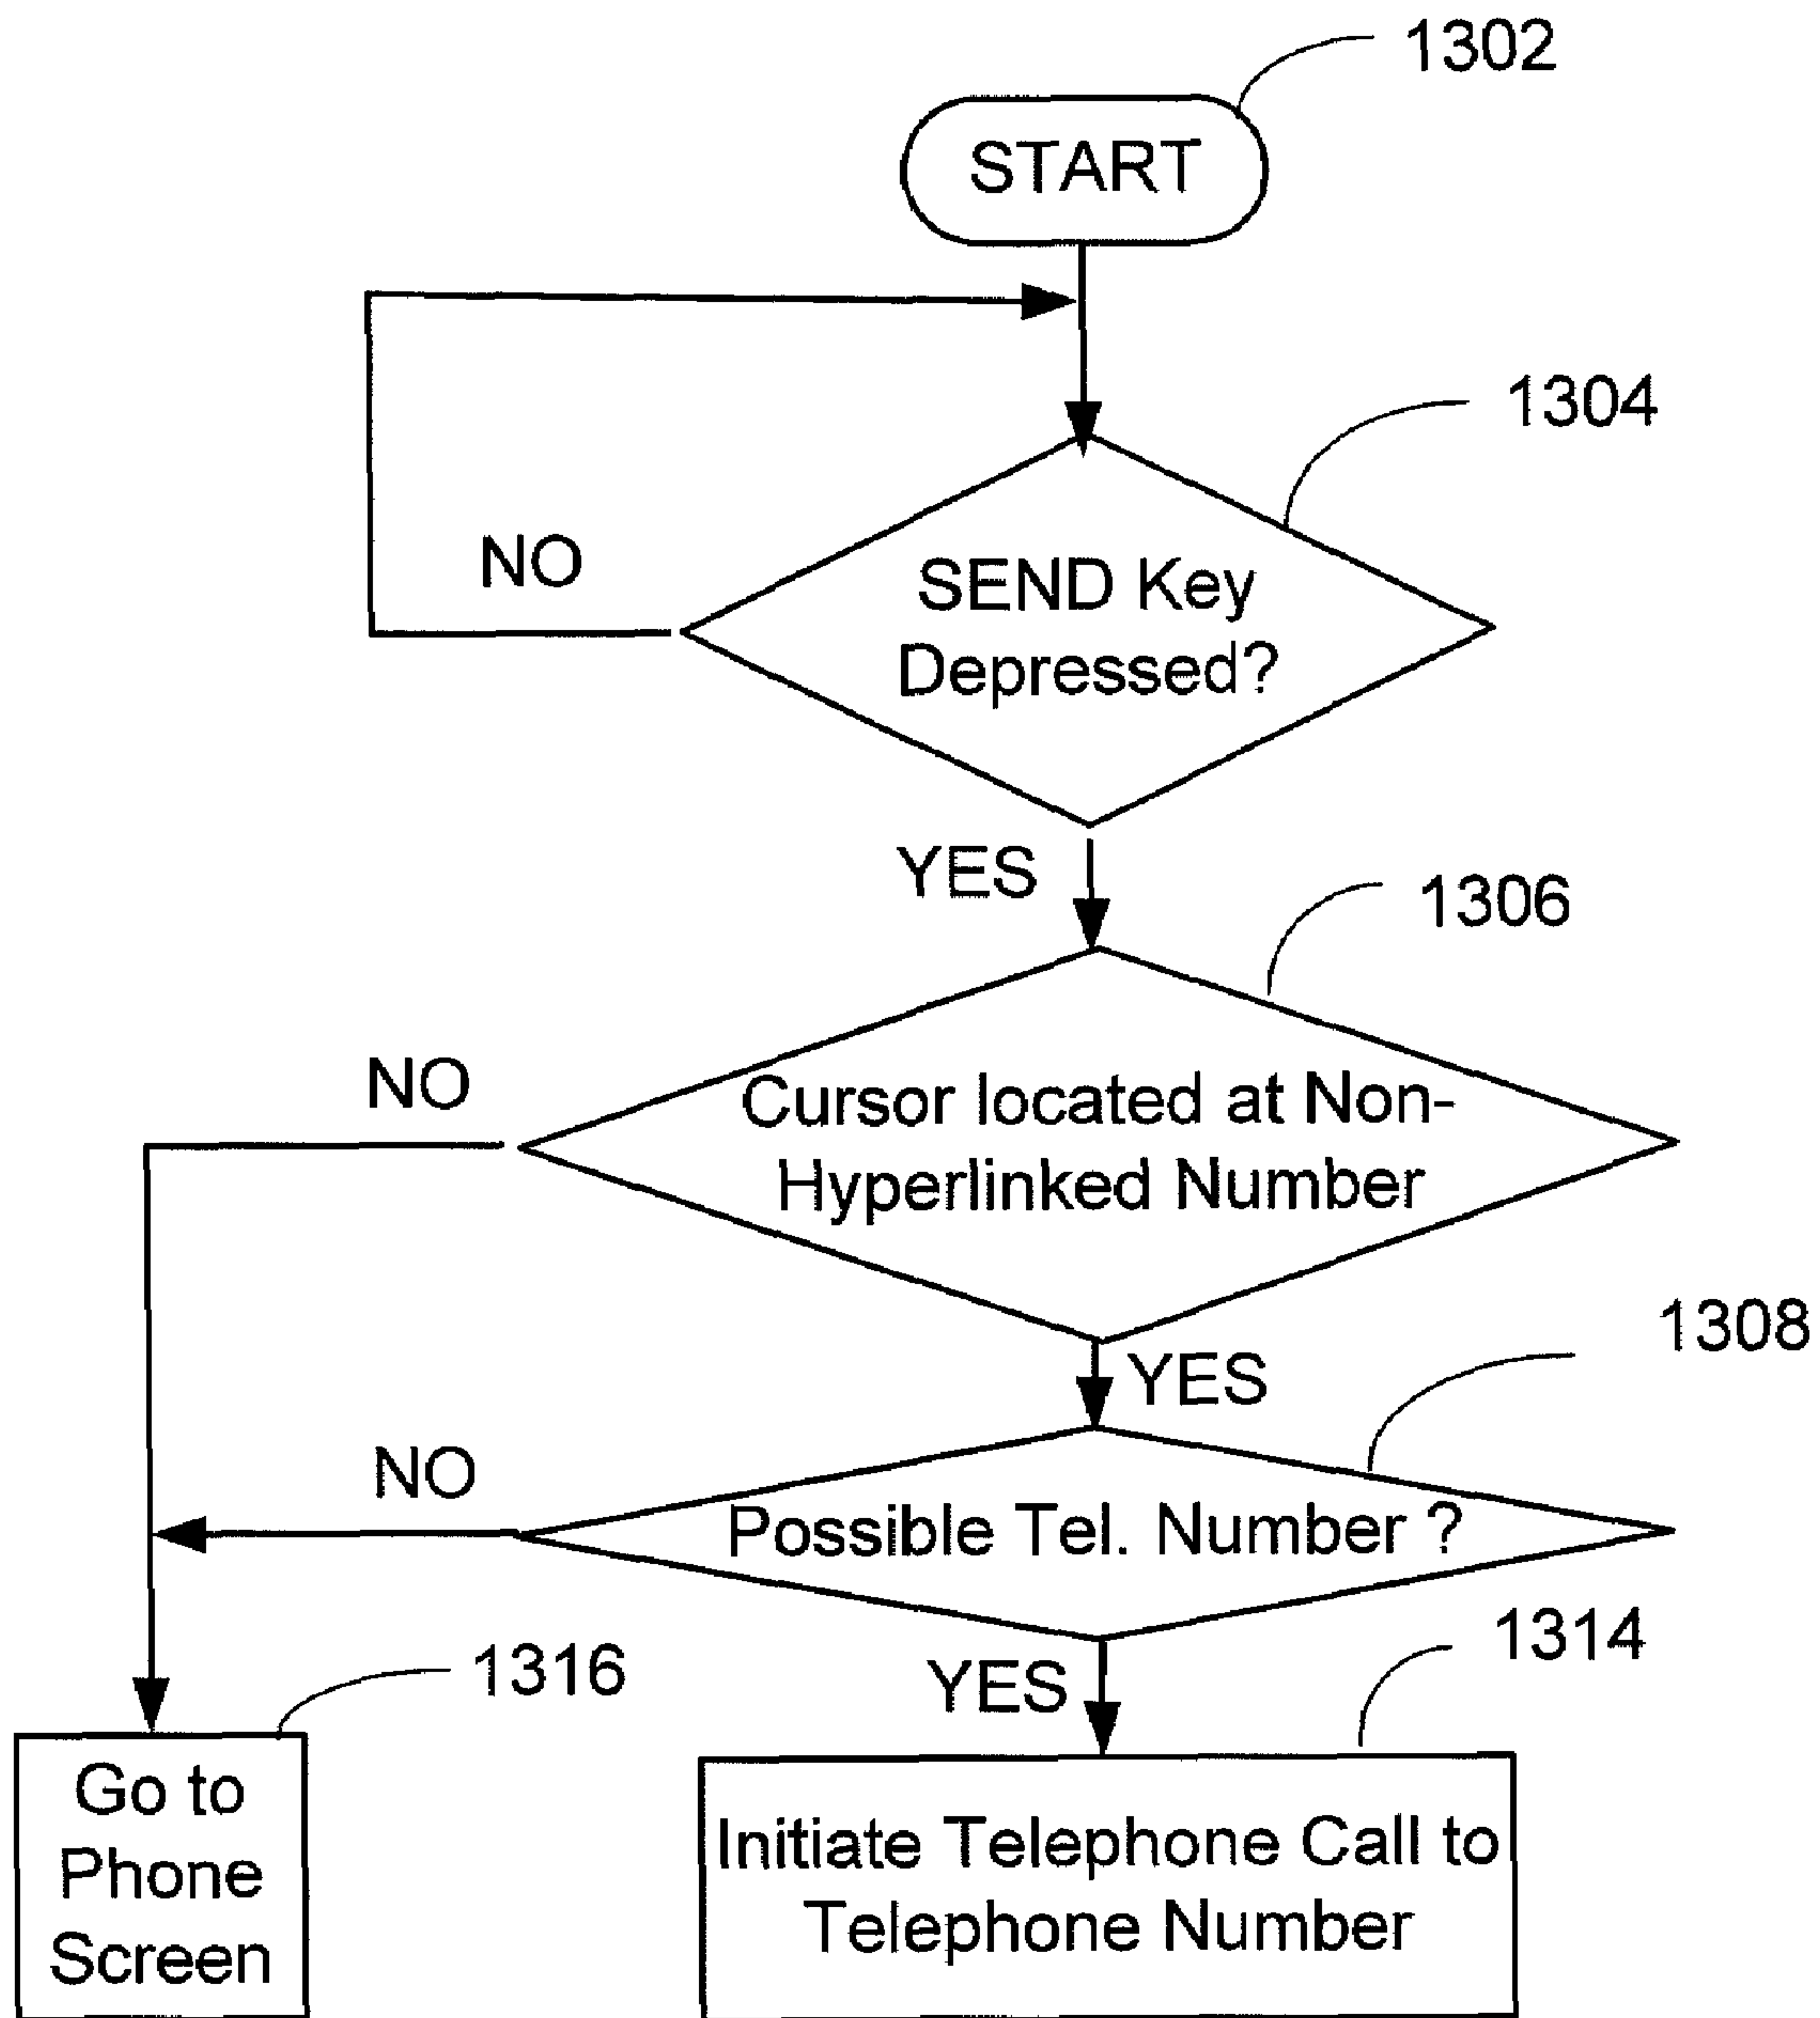 1302
START
1304
NO
SEND Key
Depressed?
YES
1306
NO
Cursor located at Non-
Hyperlinked Number
1308
YES
NO
Possible Tel. Number ?
1314
1316
YES
Go to
Phone
Screen
Initiate Telephone Call to
Telephone Number